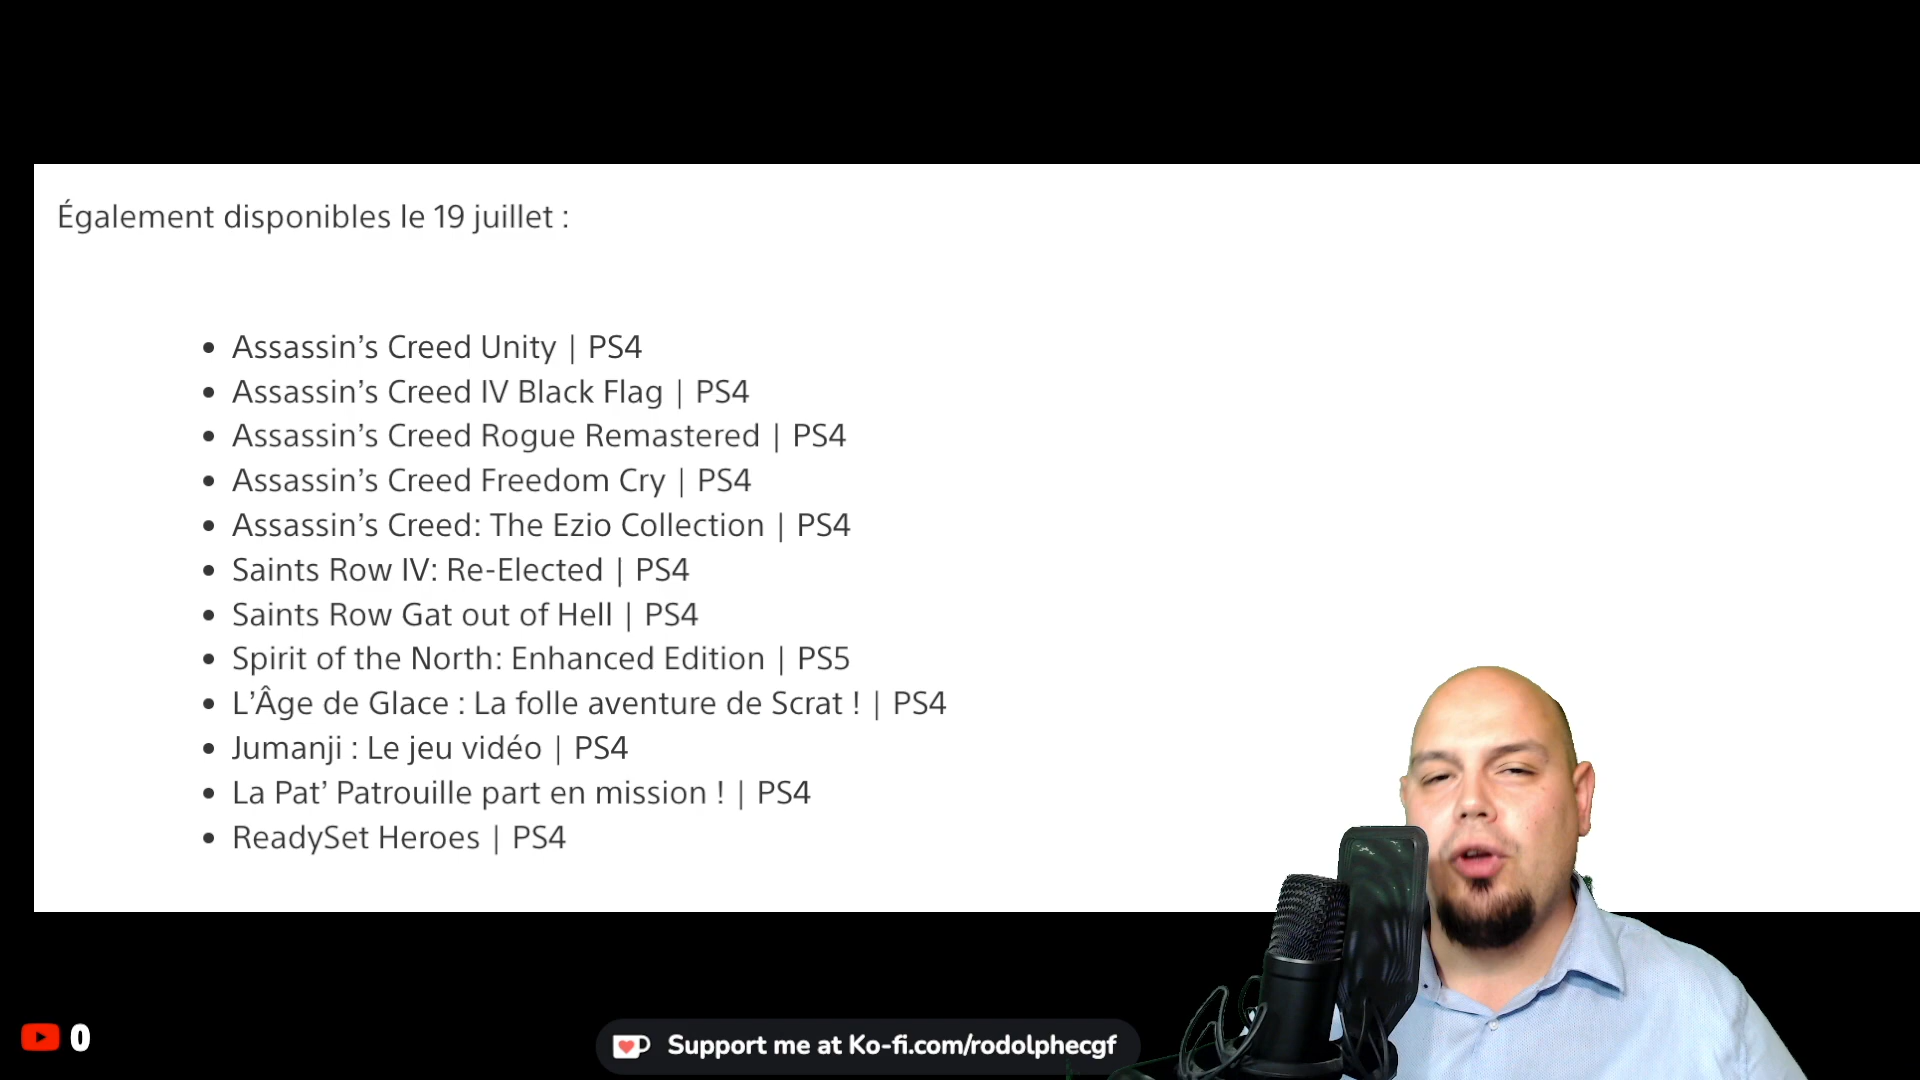 Également disponibles le 19 juillet :
• Assassin’s Creed Unity | PS4
• Assassin’s Creed IV Black Flag | PS4
• Assassin’s Creed Rogue Remastered | PS4
• Assassin’s Creed Freedom Cry | PS4
• Assassin’s Creed: The Ezio Collection | PS4
• Saints Row IV: Re-Elected | PS4
• Saints Row Gat out of Hell | PS4
• Spirit of the North: Enhanced Edition | PS5
• L’Âge de Glace : La folle aventure de Scrat ! | PS4
• Jumanji : Le jeu vidéo | PS4
• La Pat’ Patrouille part en mission ! | PS4
• ReadySet Heroes | PS4
0
Support me at Ko-fi.com/rodolphecgf